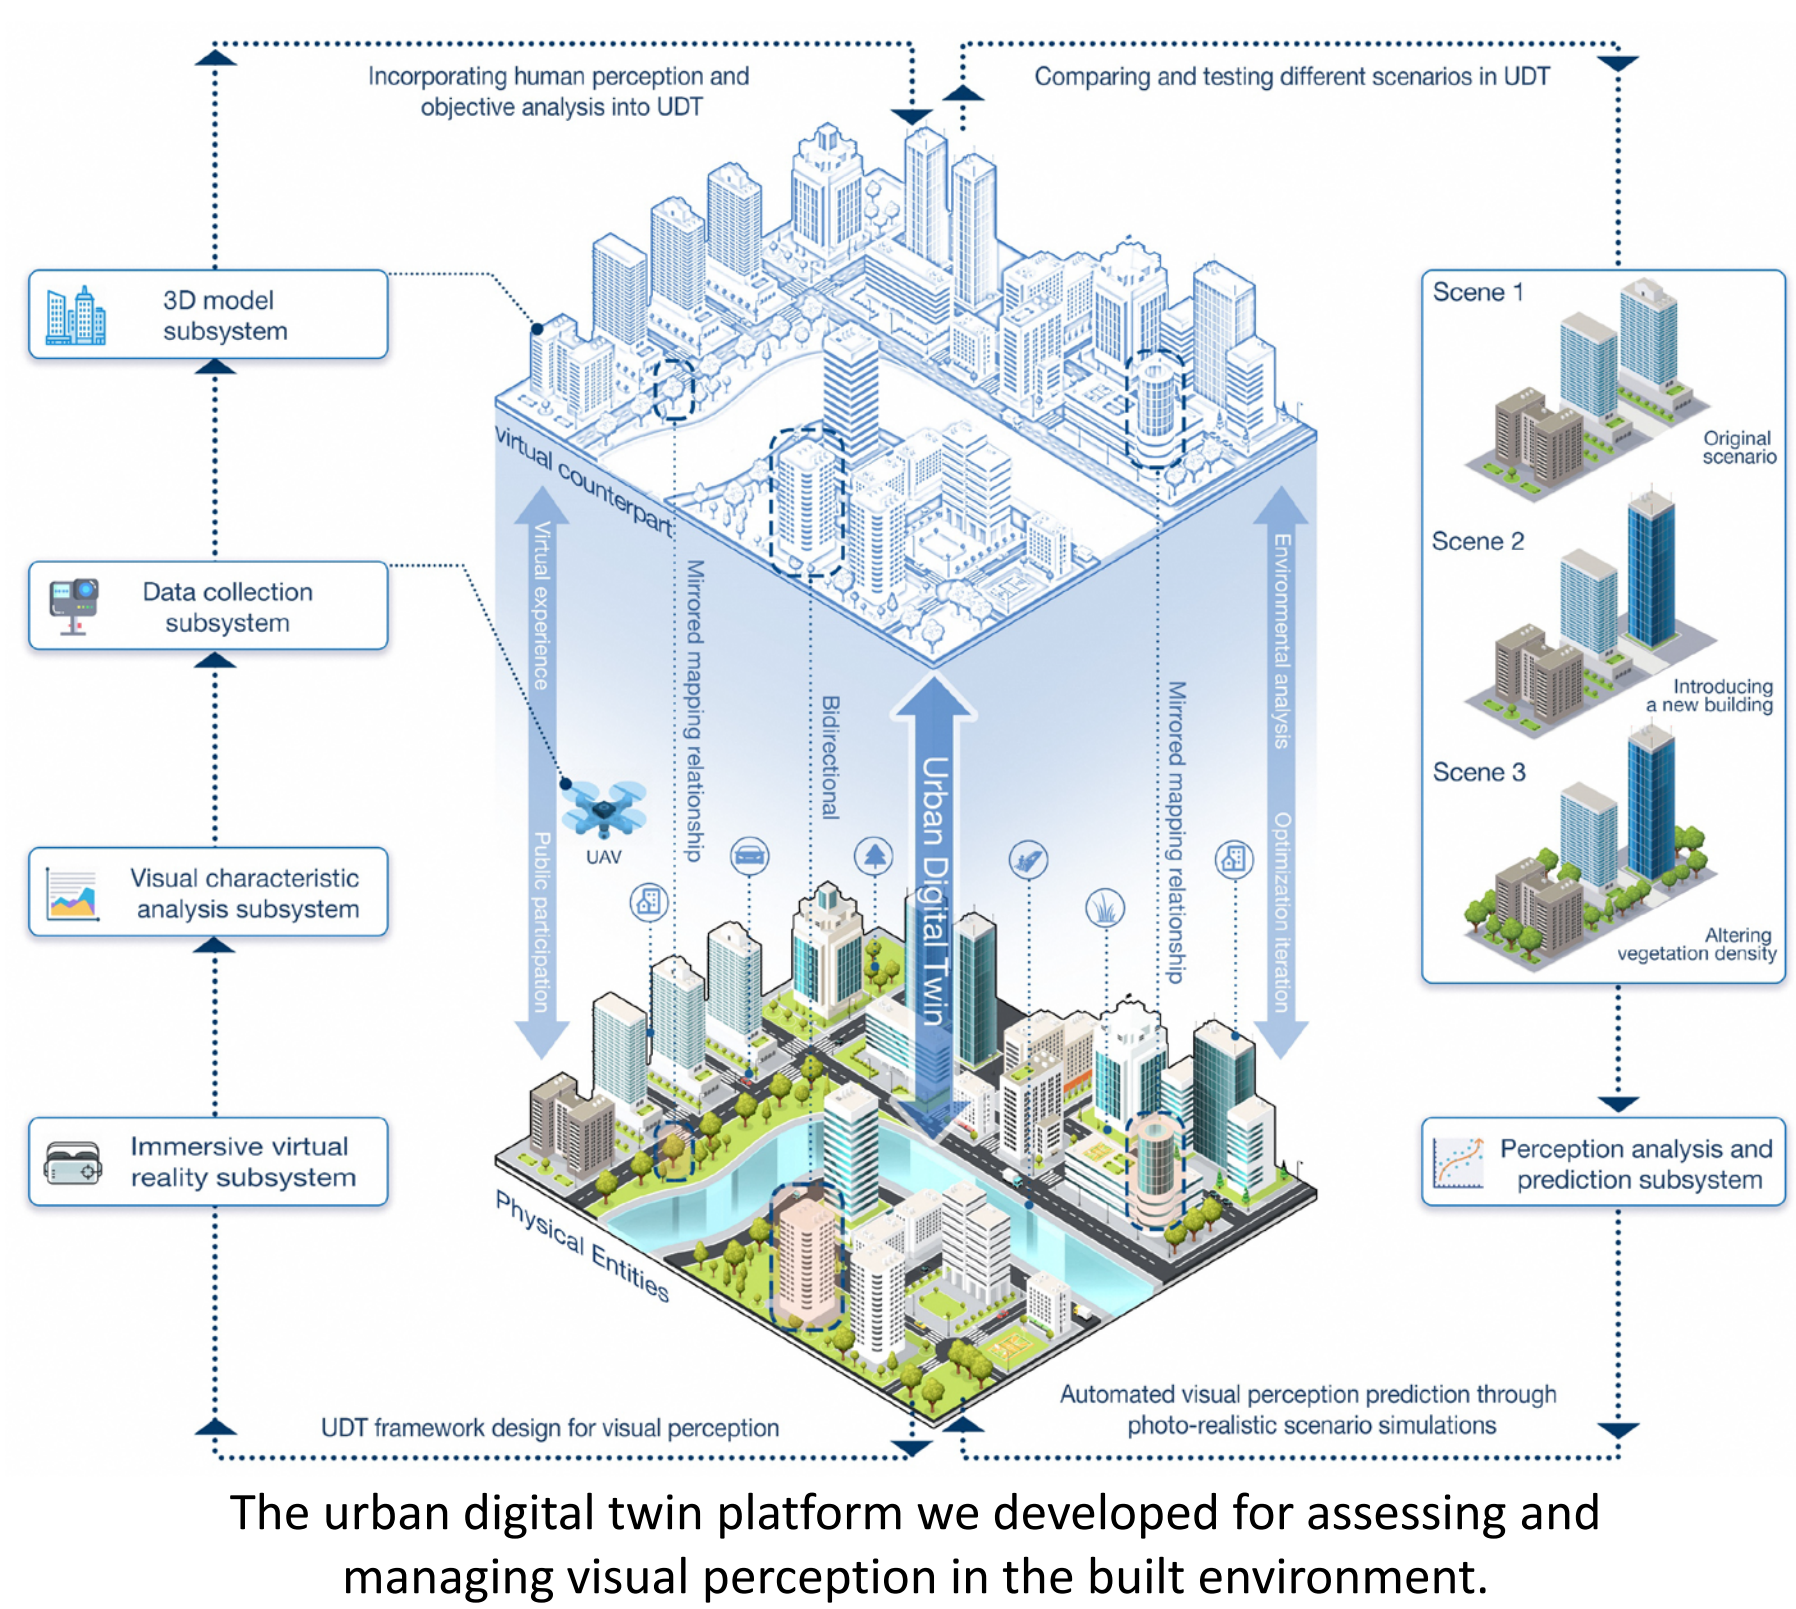 Incorporating human perception and
objective analysis into UDT
Comparing and testing different scenarios in UDT
3D model
subsystem
Data collection
subsystem
Visual characteristic
analysis subsystem
Immersive virtual
reality subsystem
virtual counterpart
Virtual experience
Public participation
Mirrored mapping relationship
Bidirectional
Urban Digital Twin
Mirrored mapping relationship
Environmental analysis
Optimization iteration
UAV
Physical Entities
Scene 1
Original
scenario
Scene 2
Introducing
a new building
Scene 3
Altering
vegetation density
Perception analysis and
prediction subsystem
UDT framework design for visual perception
Automated visual perception prediction through
photo-realistic scenario simulations
The urban digital twin platform we developed for assessing and
managing visual perception in the built environment.